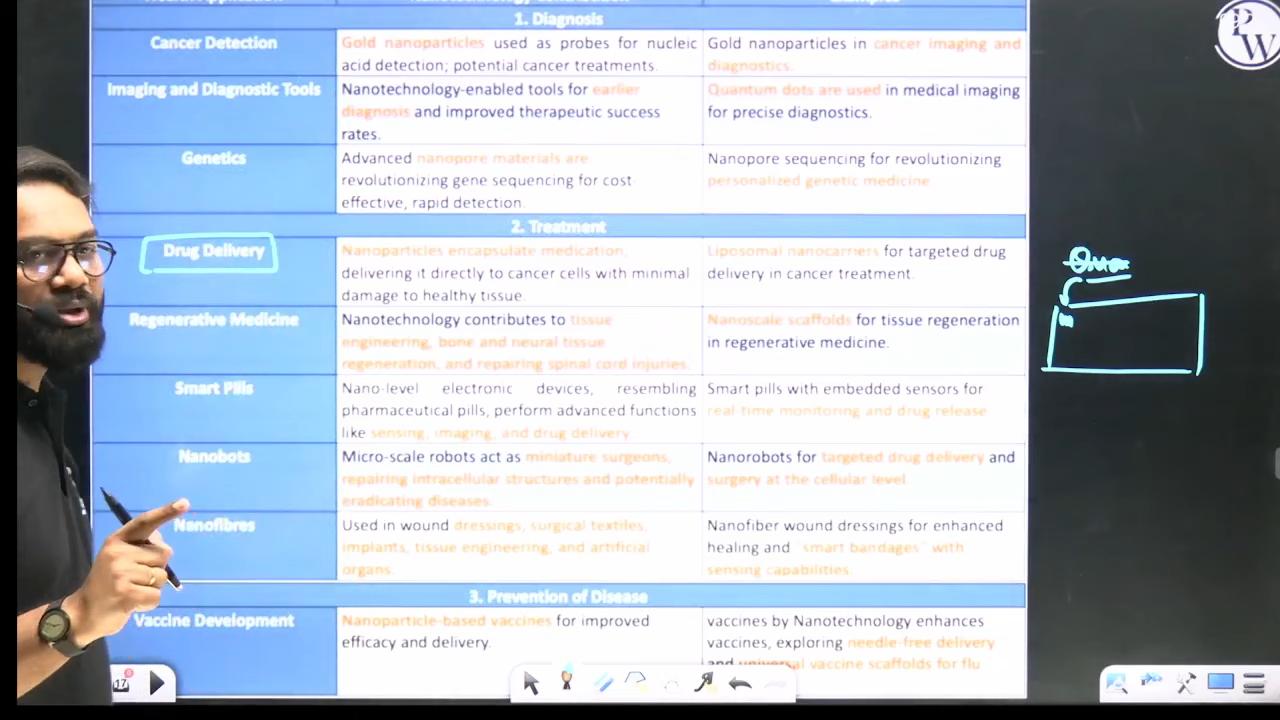 1. Diagnosis
Cancer Detection
Gold nanoparticles used as probes for nucleic
acid detection; potential cancer treatments.
Gold nanoparticles in cancer imaging and
diagnostics.
Imaging and Diagnostic Tools
Nanotechnology-enabled tools for earlier
diagnosis and improved therapeutic success
rates.
Quantum dots are used in medical imaging
for precise diagnostics.
Genetics
Advanced nanopore materials are
revolutionizing gene sequencing for cost-
effective, rapid detection.
Nanopore sequencing for revolutionizing
personalized genetic medicine
2. Treatment
Drug Delivery
Nanoparticles encapsulate medication,
delivering it directly to cancer cells with minimal
damage to healthy tissue.
Liposomal nanocarriers for targeted drug
delivery in cancer treatment.
Regenerative Medicine
Nanotechnology contributes to tissue
engineering, bone and neural tissue
regeneration, and repairing spinal cord injuries.
Nanoscale scaffolds for tissue regeneration
in regenerative medicine.
Smart Pills
Nano-level electronic devices, resembling
pharmaceutical pills, perform advanced functions
like sensing, imaging, and drug delivery
Smart pills with embedded sensors for
real-time monitoring and drug release
Nanobots
Micro-scale robots act as miniature surgeons,
repairing intracellular structures and potentially
eradicating diseases.
Nanorobots for targeted drug delivery and
surgery at the cellular level
Nanofibres
Used in wound dressings, surgical textiles,
implants, tissue engineering, and artificial
organs.
Nanofiber wound dressings for enhanced
healing and "smart bandages" with
sensing capabilities.
3. Prevention of Disease
Vaccine Development
Nanoparticle-based vaccines for improved
efficacy and delivery.
vaccines by Nanotechnology enhances
vaccines, exploring needle-free delivery
and universal vaccine scaffolds for flu
PW
17